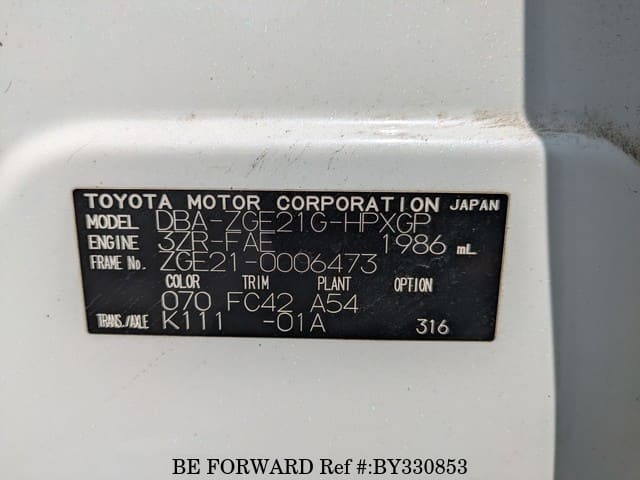 TOYOTA MOTOR CORPORATION JAPAN
MODEL DBA-ZGE21G-HPXGP
ENGINE 3ZR-FAE 1986 mL
FRAME No. ZGE21-0006473
COLOR TRIM PLANT OPTION
070 FC42 A54
TRANS./AXLE K111 -01A 316
BE FORWARD Ref #:BY330853